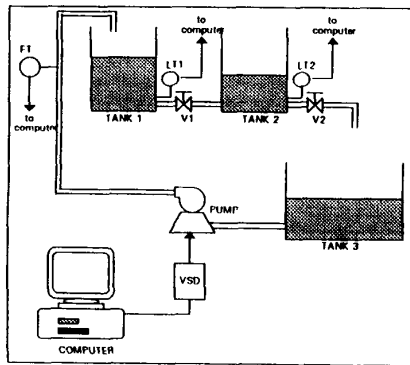 to
computer
to
computer
FT
LT1
LT2
to
computer
TANK 1
V1
TANK 2
V2
PUMP
TANK 3
VSD
COMPUTER